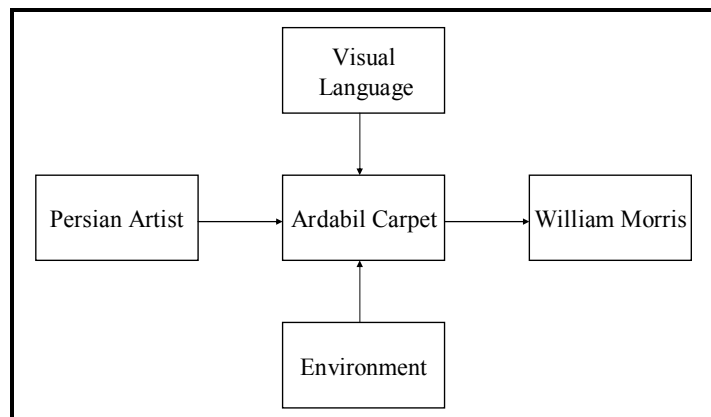 Visual
Language
Persian Artist
Ardabil Carpet
William Morris
Environment